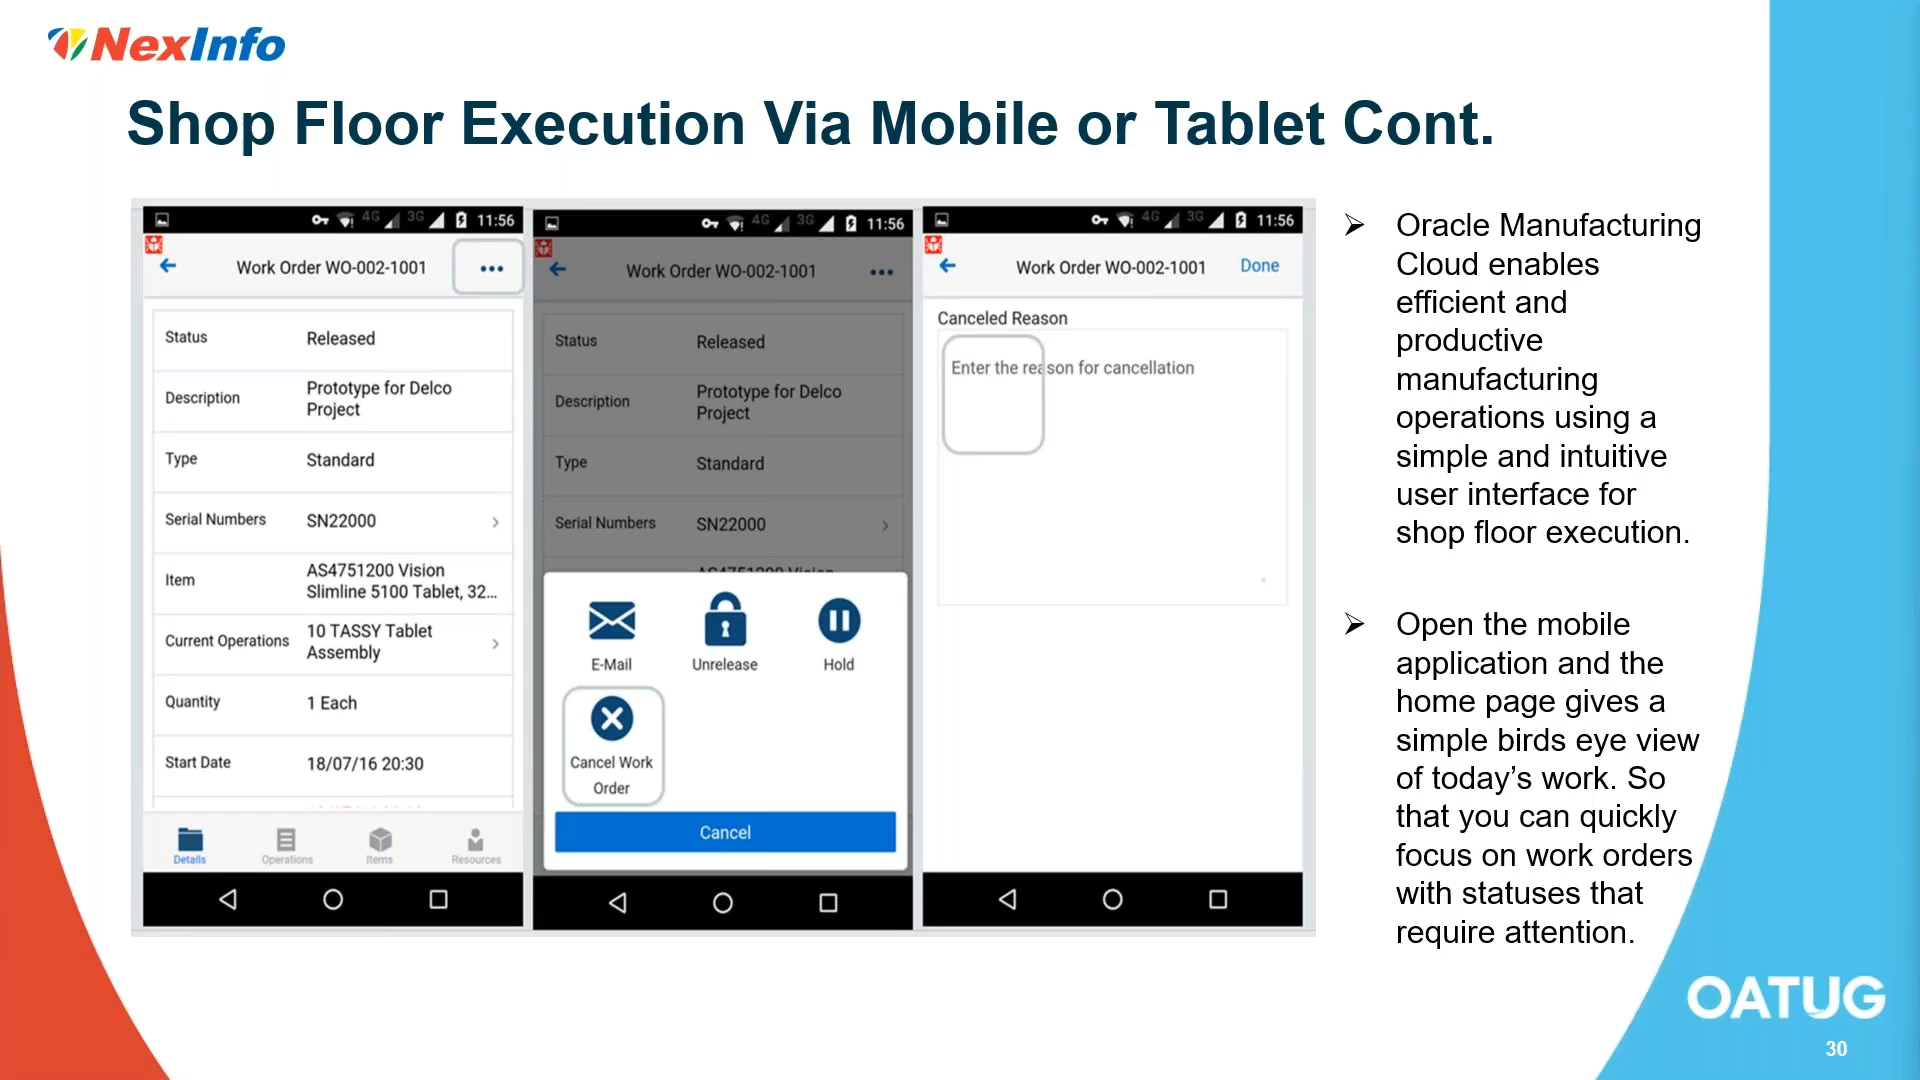 NexInfo
Shop Floor Execution Via Mobile or Tablet Cont.
4G 3G 11:56
Work Order WO-002-1001
Status Released
Description Prototype for Delco
Project
Type Standard
Serial Numbers SN22000
Item AS4751200 Vision
Slimline 5100 Tablet, 32...
Current Operations 10 TASSY Tablet
Assembly
Quantity 1 Each
Start Date 18/07/16 20:30
Details Operations Items Resources
4G 3G 11:56
Work Order WO-002-1001
Status Released
Description Prototype for Delco
Project
Type Standard
Serial Numbers SN22000
AS4751200 Vision
E-Mail Unrelease Hold
Cancel Work
Order
Cancel
4G 3G 11:56
Work Order WO-002-1001 Done
Canceled Reason
Enter the reason for cancellation
Oracle Manufacturing
Cloud enables
efficient and
productive
manufacturing
operations using a
simple and intuitive
user interface for
shop floor execution.
Open the mobile
application and the
home page gives a
simple birds eye view
of today’s work. So
that you can quickly
focus on work orders
with statuses that
require attention.
OATUG
30